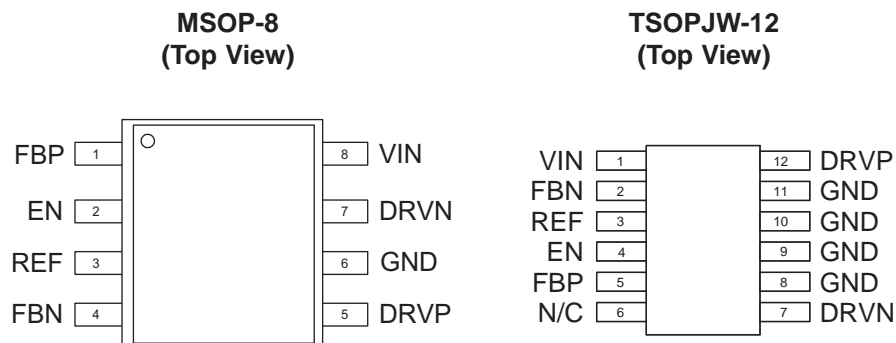 MSOP-8
(Top View)
FBP 1
EN 2
REF 3
FBN 4
8 VIN
7 DRVN
6 GND
5 DRVP
TSOPJW-12
(Top View)
VIN 1
FBN 2
REF 3
EN 4
FBP 5
N/C 6
12 DRVP
11 GND
10 GND
9 GND
8 GND
7 DRVN